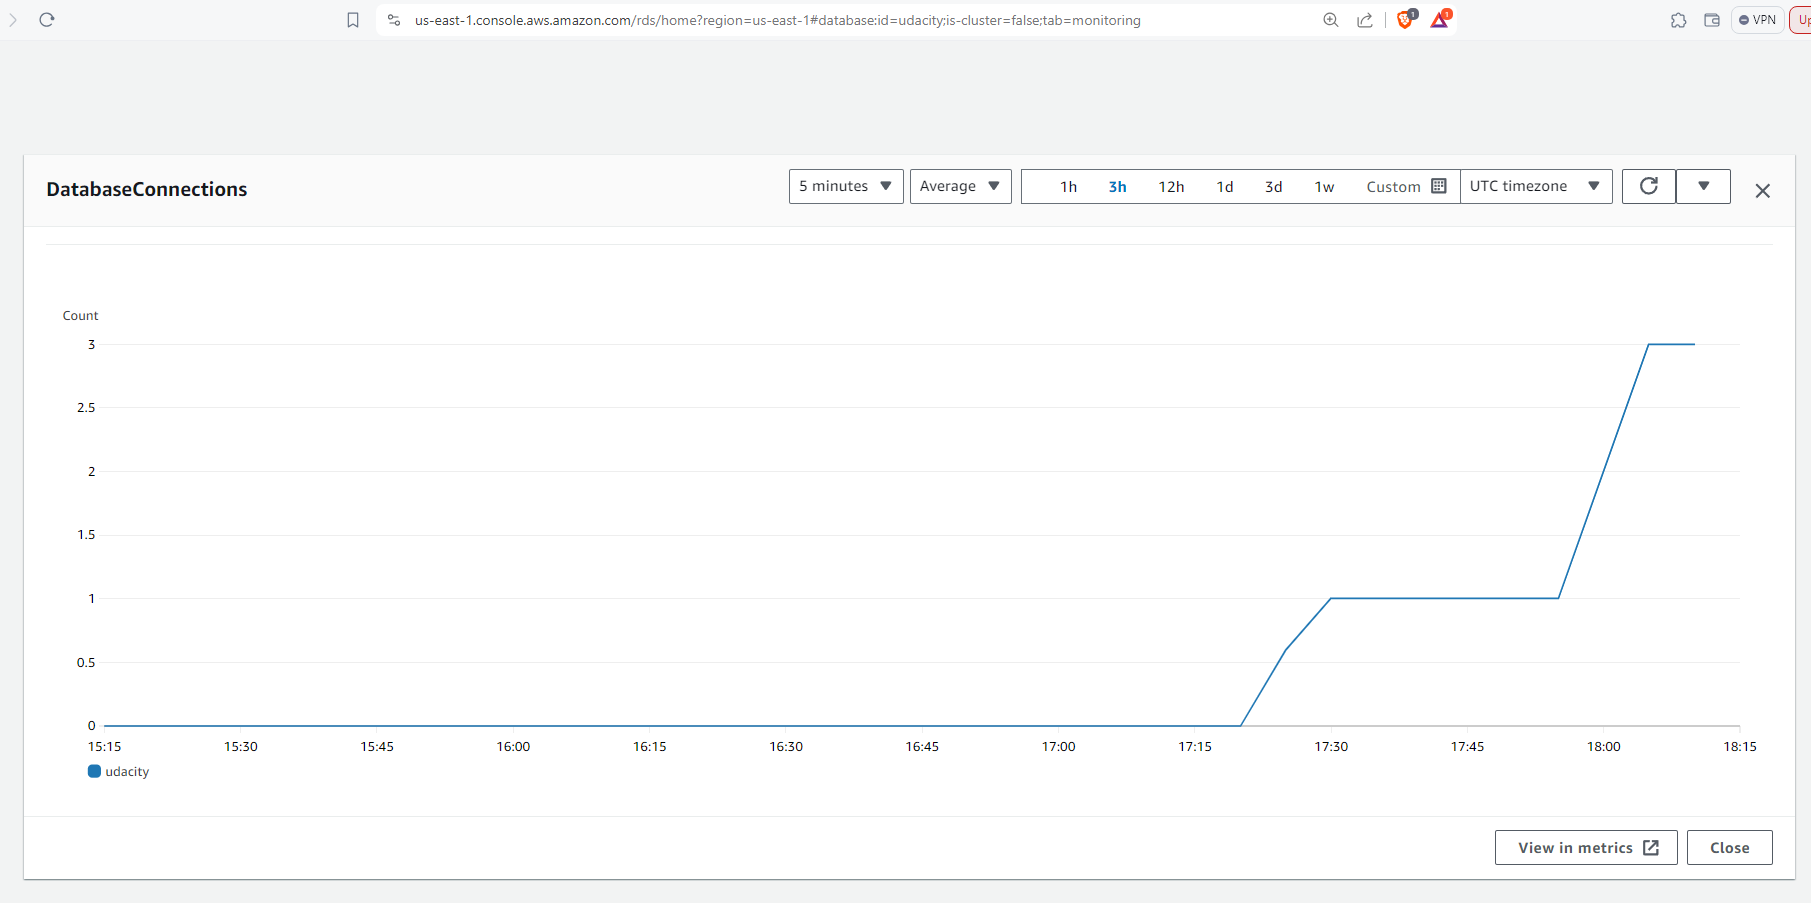 us-east-1.console.aws.amazon.com/rds/home?region=us-east-1#database:id=udacity;is-cluster=false;tab=monitoring
1
1
VPN
Up
DatabaseConnections
5 minutes
Average
1h 3h 12h 1d 3d 1w Custom
UTC timezone
Count
3
2.5
2
1.5
1
0.5
0
15:15 15:30 15:45 16:00 16:15 16:30 16:45 17:00 17:15 17:30 17:45 18:00 18:15
udacity
View in metrics
Close